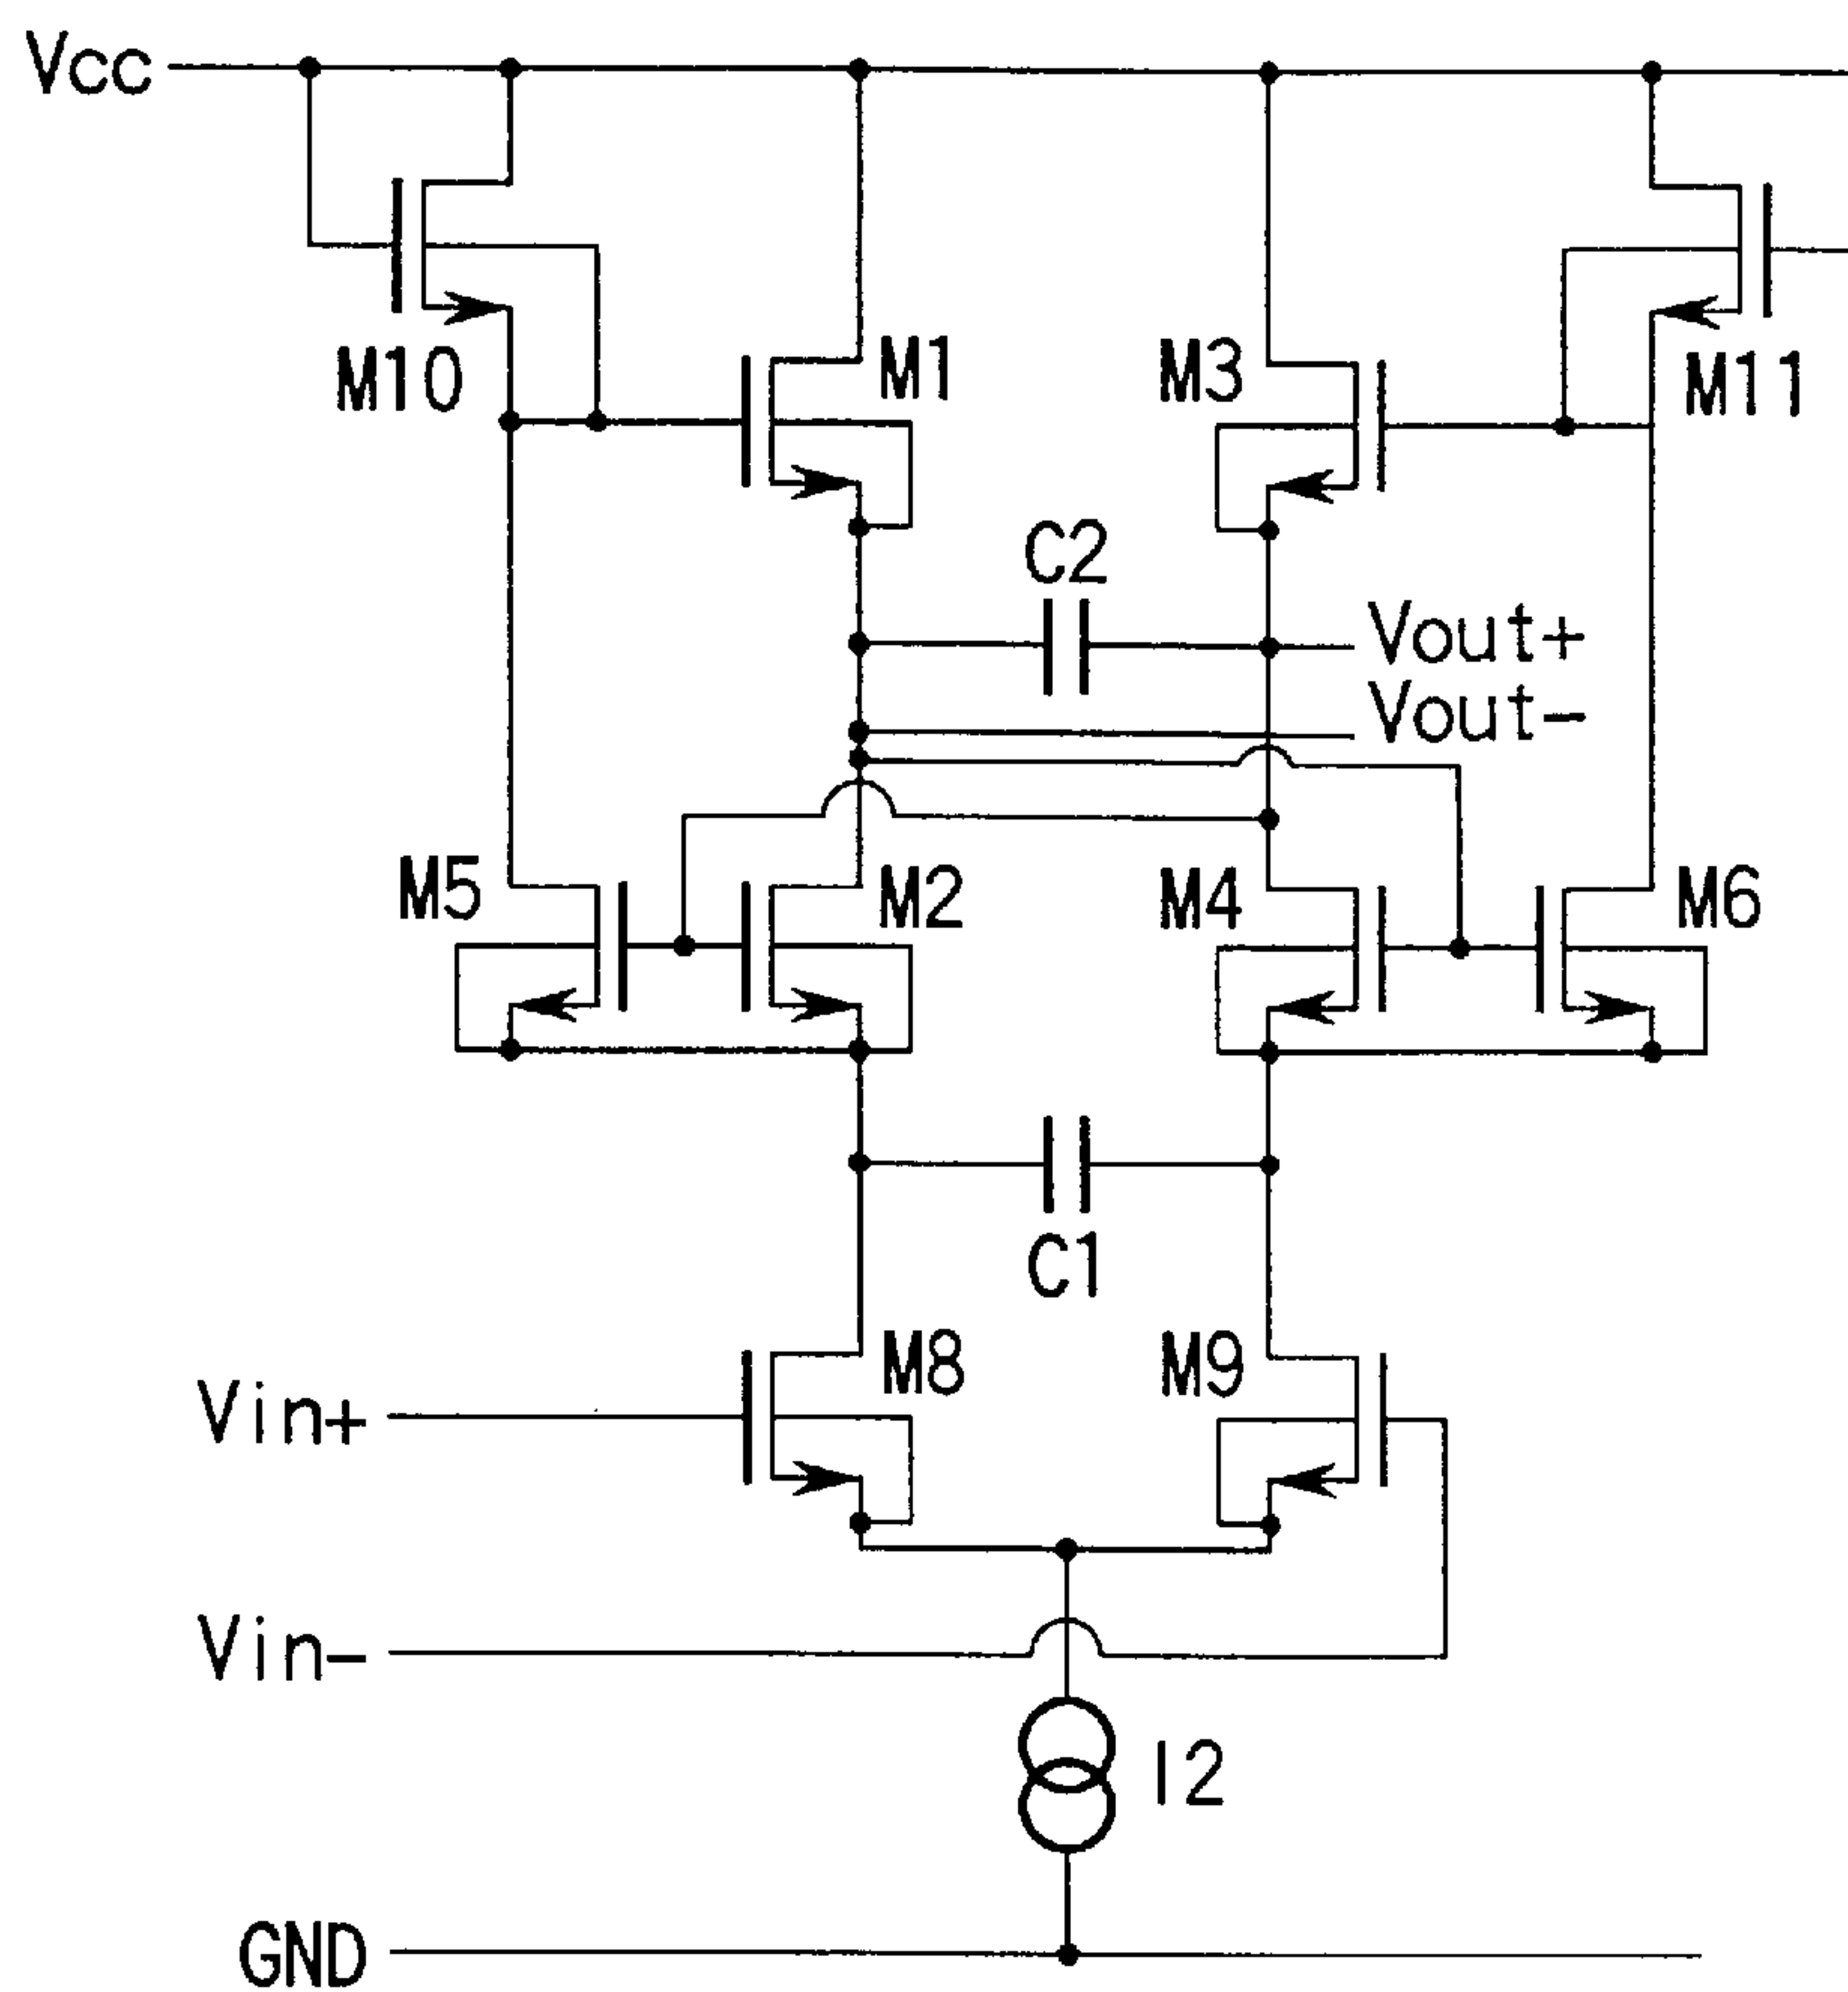 Vcc
M10
M1
M3
M11
C2
Vout+
Vout-
M5
M2
M4
M6
C1
M8
M9
Vin+
Vin-
I2
GND